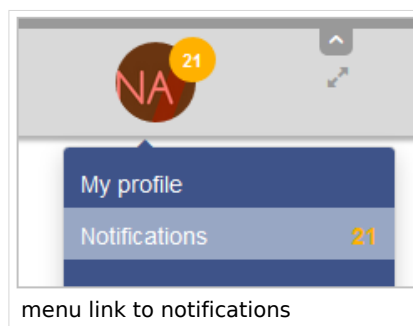 NA
21
My profile
Notifications 21
menu link to notifications